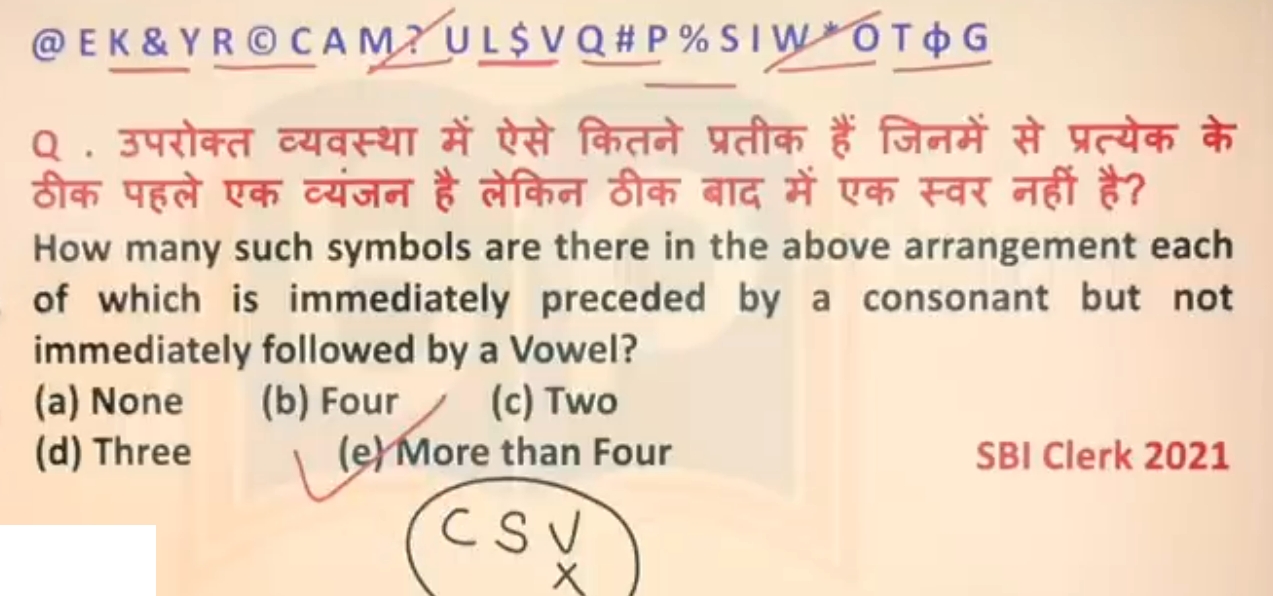 @ E K & Y R © C A M ? U L $ V Q # P % S I W * O T ф G
Q . उपरोक्त व्यवस्था में ऐसे कितने प्रतीक हैं जिनमें से प्रत्येक के
ठीक पहले एक व्यंजन है लेकिन ठीक बाद में एक स्वर नहीं है?
How many such symbols are there in the above arrangement each
of which is immediately preceded by a consonant but not
immediately followed by a Vowel?
(a) None (b) Four (c) Two
(d) Three (e) More than Four SBI Clerk 2021
C S V
x